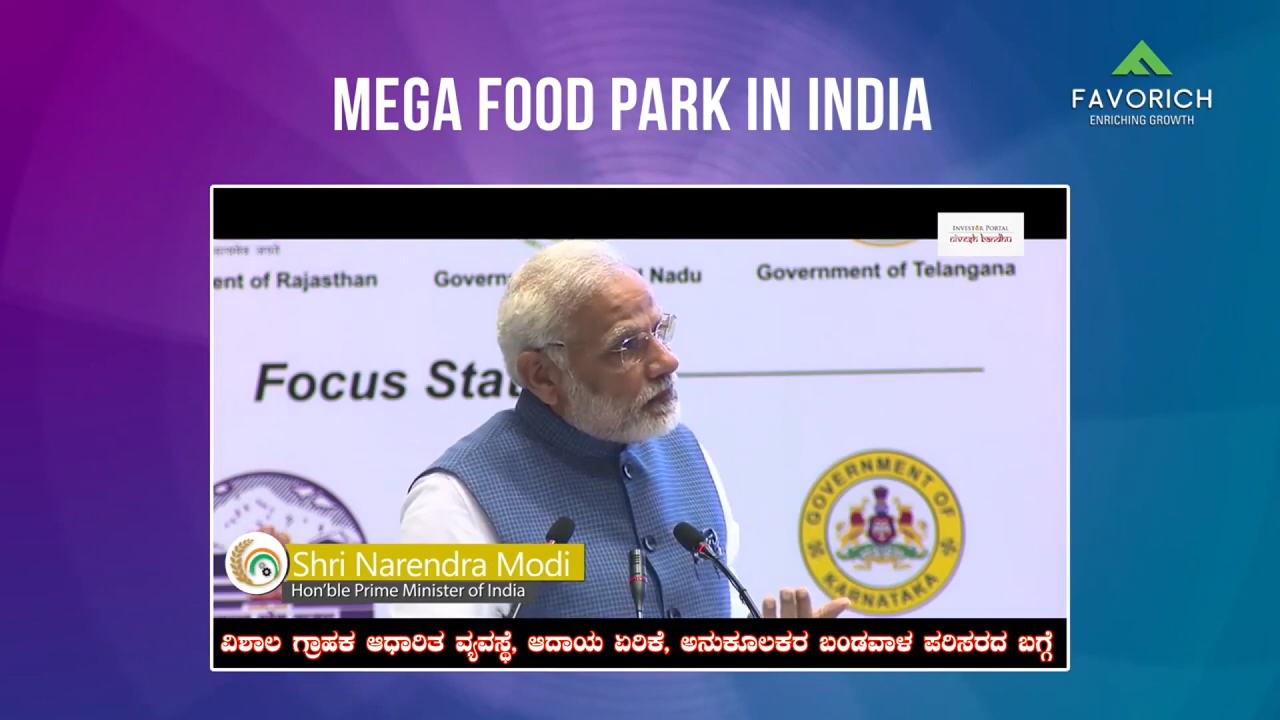 MEGA FOOD PARK IN INDIA
FAVORICH
ENRICHING GROWTH
INVESTOR PORTAL
nivesh bandhu
ent of Rajasthan
Govern
Nadu
Government of Telangana
Focus Stat
GOVERNMENT OF
KARNATAKA
Shri Narendra Modi
Hon'ble Prime Minister of India
ವಿಶಾಲ ಗ್ರಾಹಕ ಆಧಾರಿತ ವ್ಯವಸ್ಥೆ, ಆದಾಯ ಏರಿಕೆ, ಅನುಕೂಲಕರ ಬಂಡವಾಳ ಪರಿಸರದ ಬಗ್ಗೆ